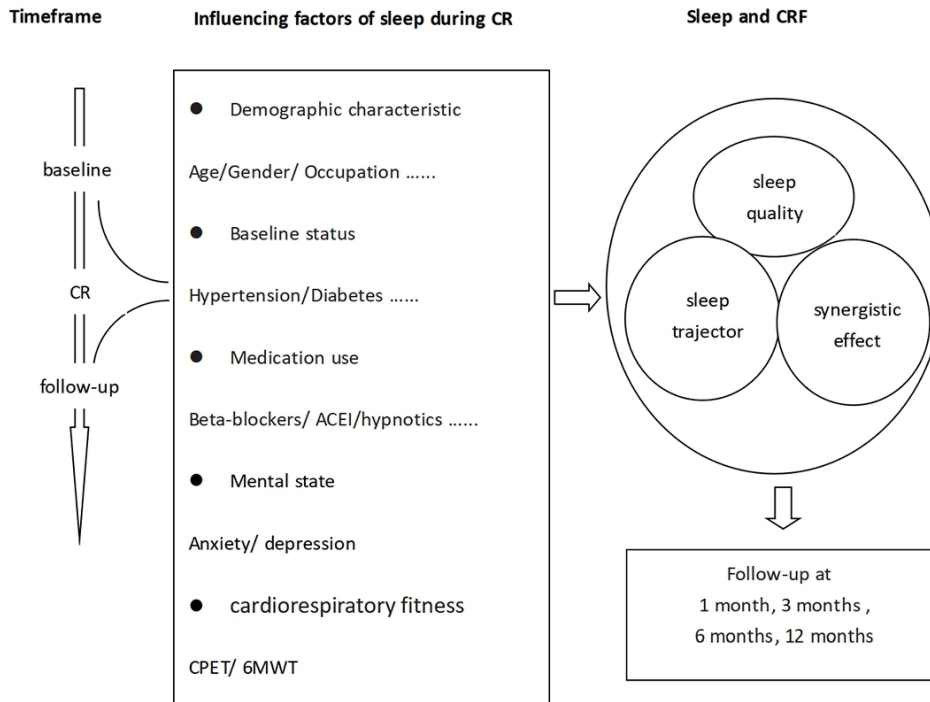 Timeframe
Influencing factors of sleep during CR
Sleep and CRF
baseline
CR
follow-up
● Demographic characteristic
Age/Gender/ Occupation ......
● Baseline status
Hypertension/Diabetes ......
● Medication use
Beta-blockers/ ACEI/hypnotics ......
● Mental state
Anxiety/ depression
● cardiorespiratory fitness
CPET/ 6MWT
sleep
quality
sleep
trajector
synergistic
effect
Follow-up at
1 month, 3 months ,
6 months, 12 months